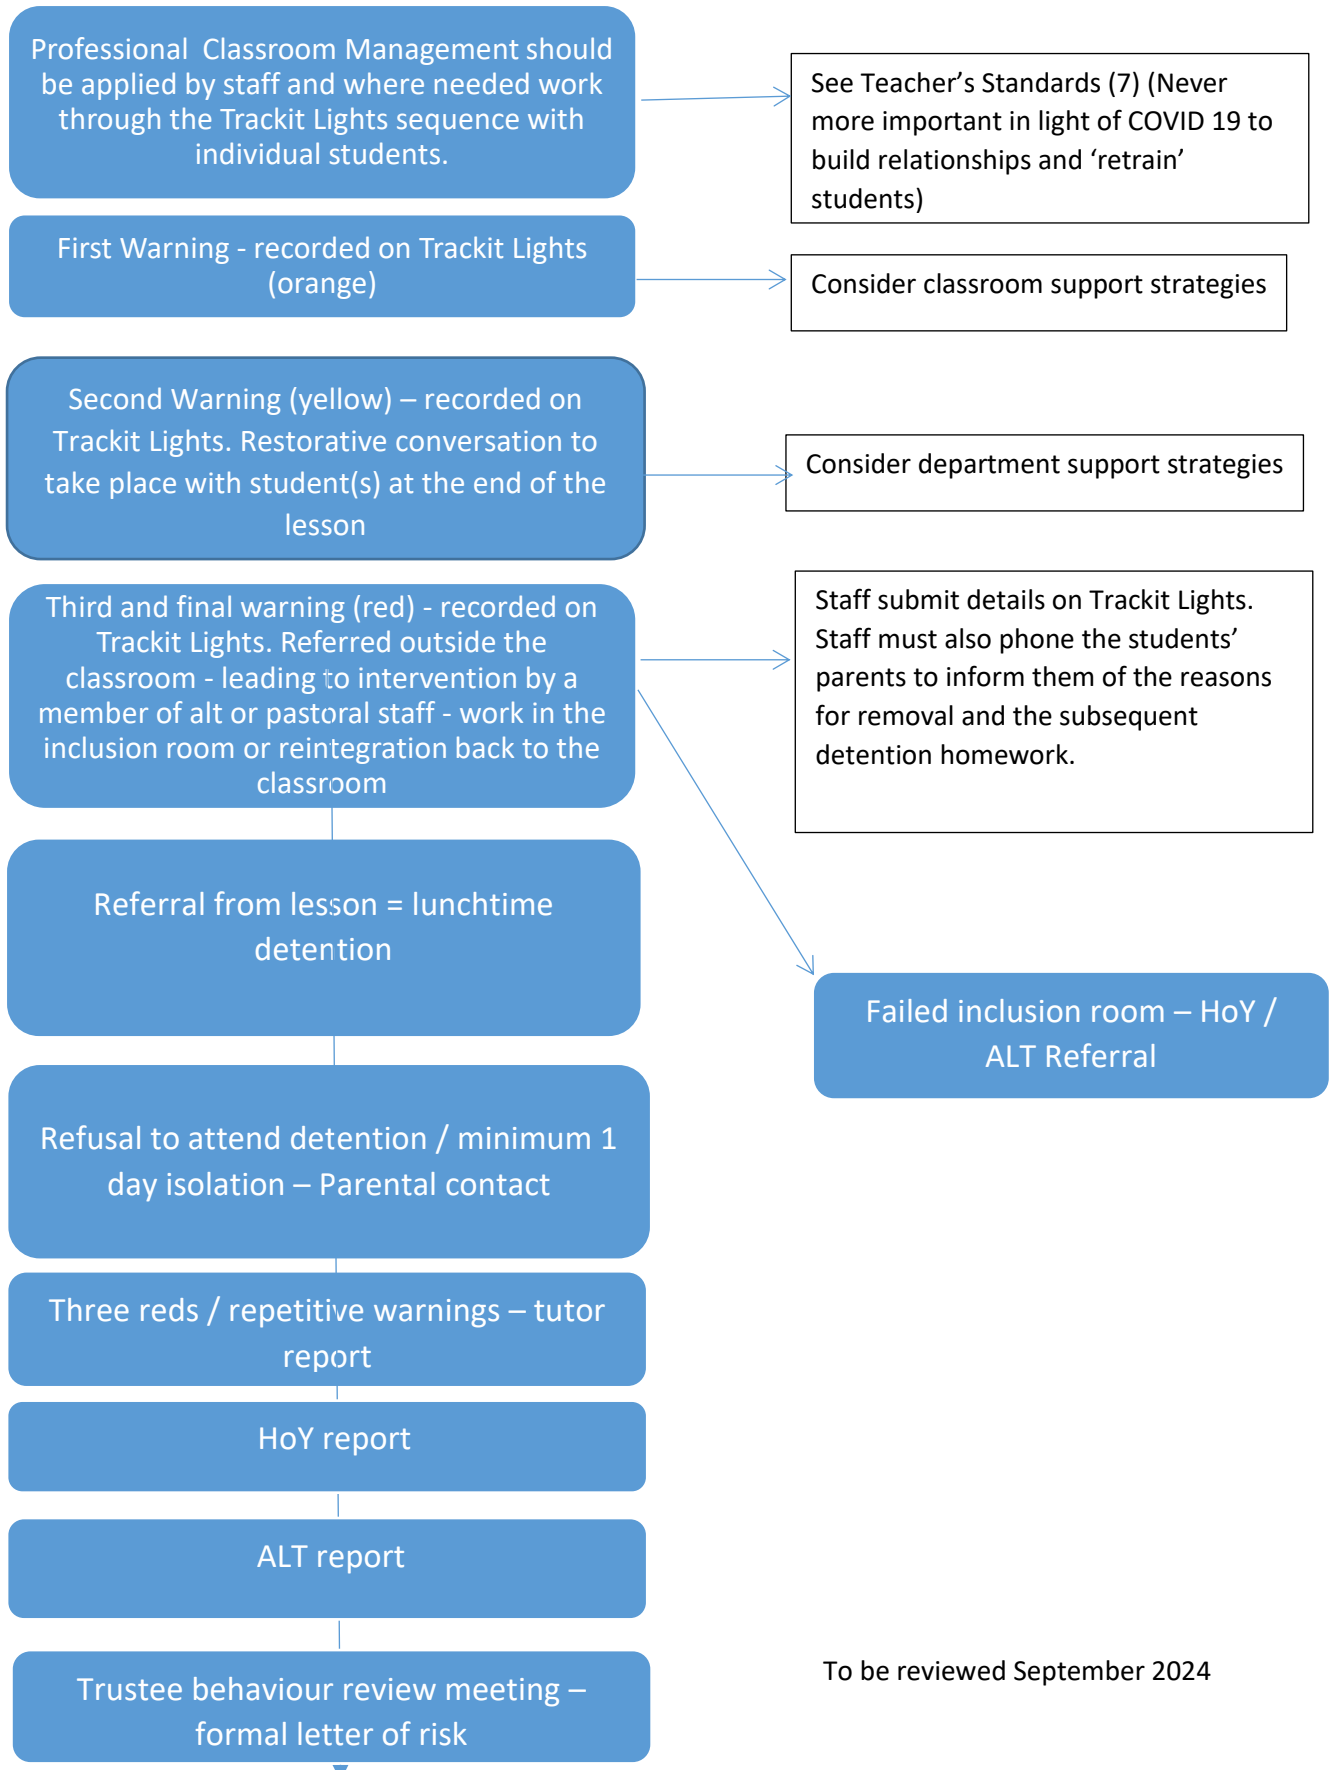 Professional  Classroom Management should
be applied by staff and where needed work
through the Trackit Lights sequence with
individual students.
See Teacher’s Standards (7) (Never
more important in light of COVID 19 to
build relationships and ‘retrain’
students)
First Warning - recorded on Trackit Lights
(orange)
Consider classroom support strategies
Second Warning (yellow) – recorded on
Trackit Lights. Restorative conversation to
take place with student(s) at the end of the
lesson
Consider department support strategies
Third and final warning (red) - recorded on
Trackit Lights. Referred outside the
classroom - leading to intervention by a
member of alt or pastoral staff - work in the
inclusion room or reintegration back to the
classroom
Staff submit details on Trackit Lights.
Staff must also phone the students’
parents to inform them of the reasons
for removal and the subsequent
detention homework.
Referral from lesson = lunchtime
detention
Failed inclusion room – HoY /
ALT Referral
Refusal to attend detention / minimum 1
day isolation – Parental contact
Three reds / repetitive warnings – tutor
report
HoY report
ALT report
Trustee behaviour review meeting –
formal letter of risk
To be reviewed September 2024